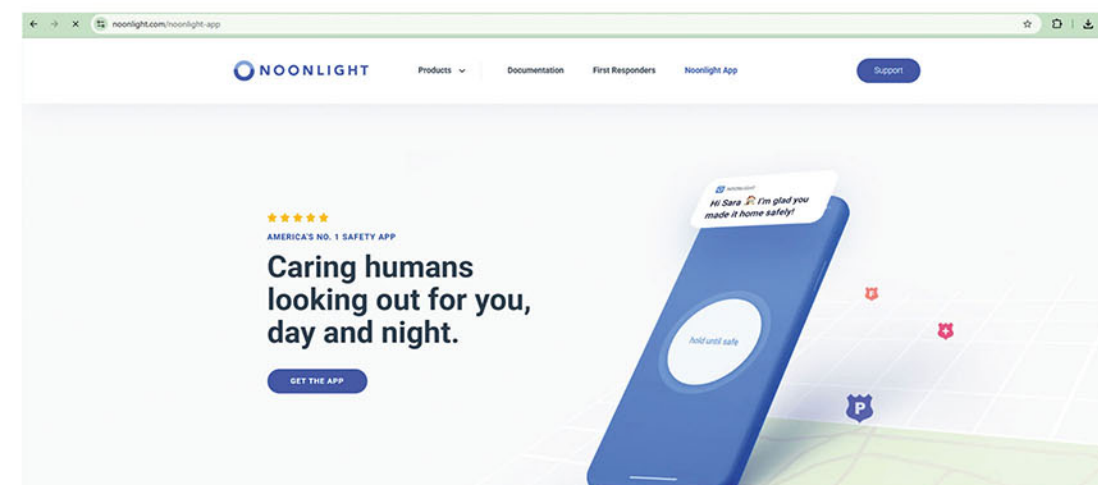 noonlight.com/noonlight-app
NOONLIGHT
Products
Documentation
First Responders
Noonlight App
Support
AMERICA'S NO. 1 SAFETY APP
Caring humans
looking out for you,
day and night.
GET THE APP
NOONLIGHT
Hi Sara I'm glad you
made it home safely!
hold until safe
P